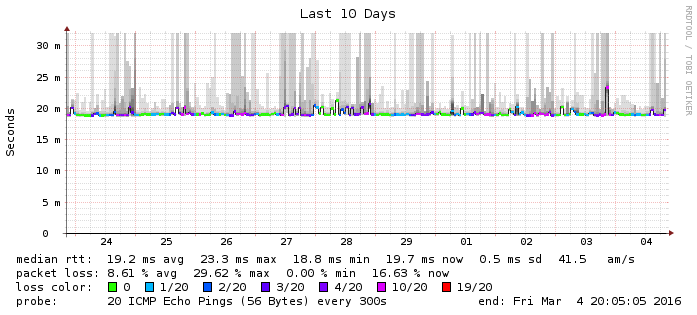 Last 10 Days
RRDTOOL / TOBI OETIKER
Seconds
30 m
25 m
20 m
15 m
10 m
5 m
0
24 25 26 27 28 29 01 02 03 04
median rtt: 19.2 ms avg 23.3 ms max 18.8 ms min 19.7 ms now 0.5 ms sd 41.5 am/s
packet loss: 8.61 % avg 29.62 % max 0.00 % min 16.63 % now
loss color: 0 1/20 2/20 3/20 4/20 10/20 19/20
probe: 20 ICMP Echo Pings (56 Bytes) every 300s end: Fri Mar 4 20:05:05 2016